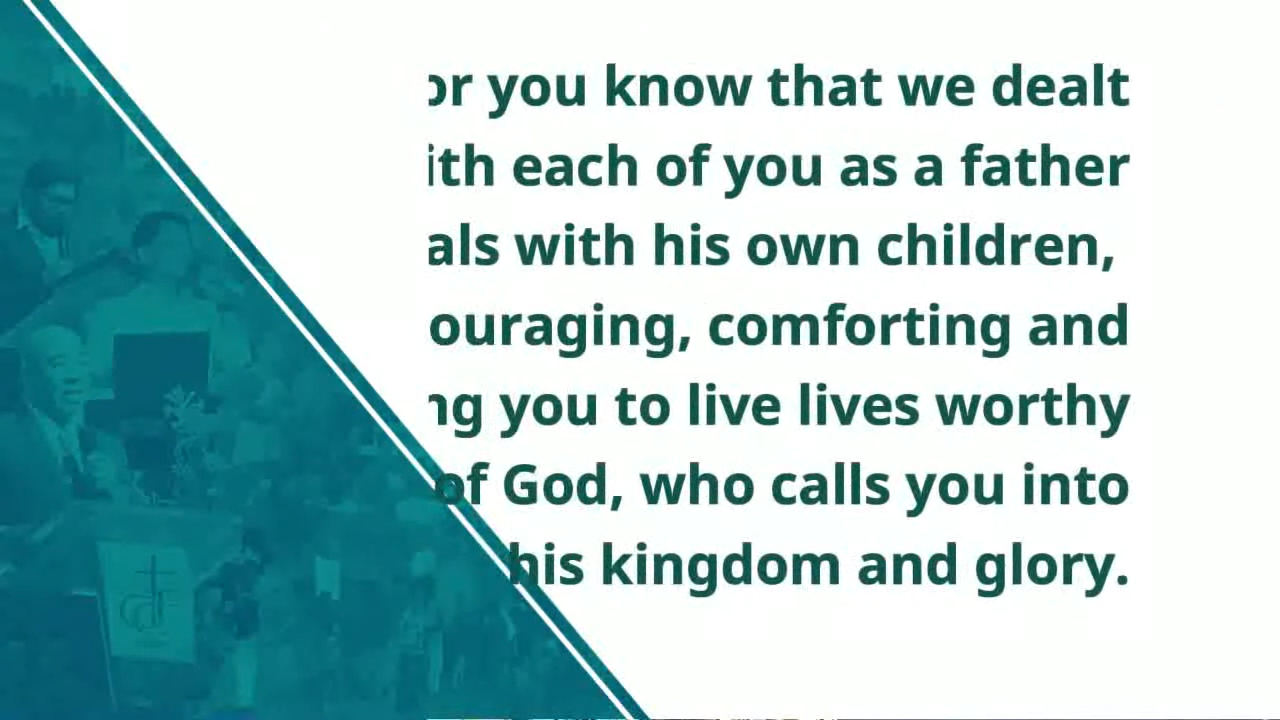 or you know that we dealt
ith each of you as a father
als with his own children,
ouraging, comforting and
ng you to live lives worthy
of God, who calls you into
his kingdom and glory.